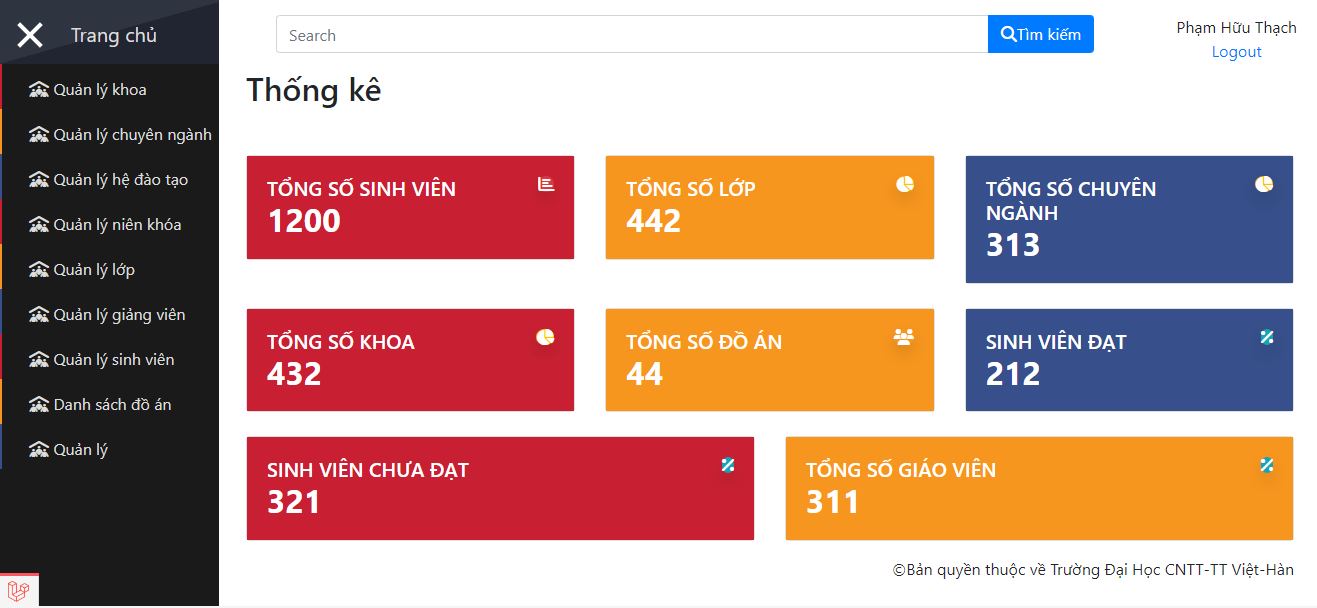 Trang chủ
Quản lý khoa
Quản lý chuyên ngành
Quản lý hệ đào tạo
Quản lý niên khóa
Quản lý lớp
Quản lý giảng viên
Quản lý sinh viên
Danh sách đồ án
Quản lý
Search
Tìm kiếm
Phạm Hữu Thạch
Logout
Thống kê
TỔNG SỐ SINH VIÊN
1200
TỔNG SỐ LỚP
442
TỔNG SỐ CHUYÊN
NGÀNH
313
TỔNG SỐ KHOA
432
TỔNG SỐ ĐỒ ÁN
44
SINH VIÊN ĐẠT
212
SINH VIÊN CHƯA ĐẠT
321
TỔNG SỐ GIÁO VIÊN
311
©Bản quyền thuộc về Trường Đại Học CNTT-TT Việt-Hàn